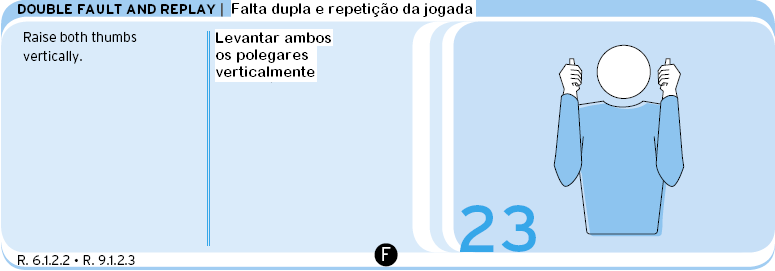 DOUBLE FAULT AND REPLAY | Falta dupla e repetição da jogada
Raise both thumbs
vertically.
Levantar ambos
os polegares
verticalmente
23
R. 6.1.2.2 • R. 9.1.2.3
F